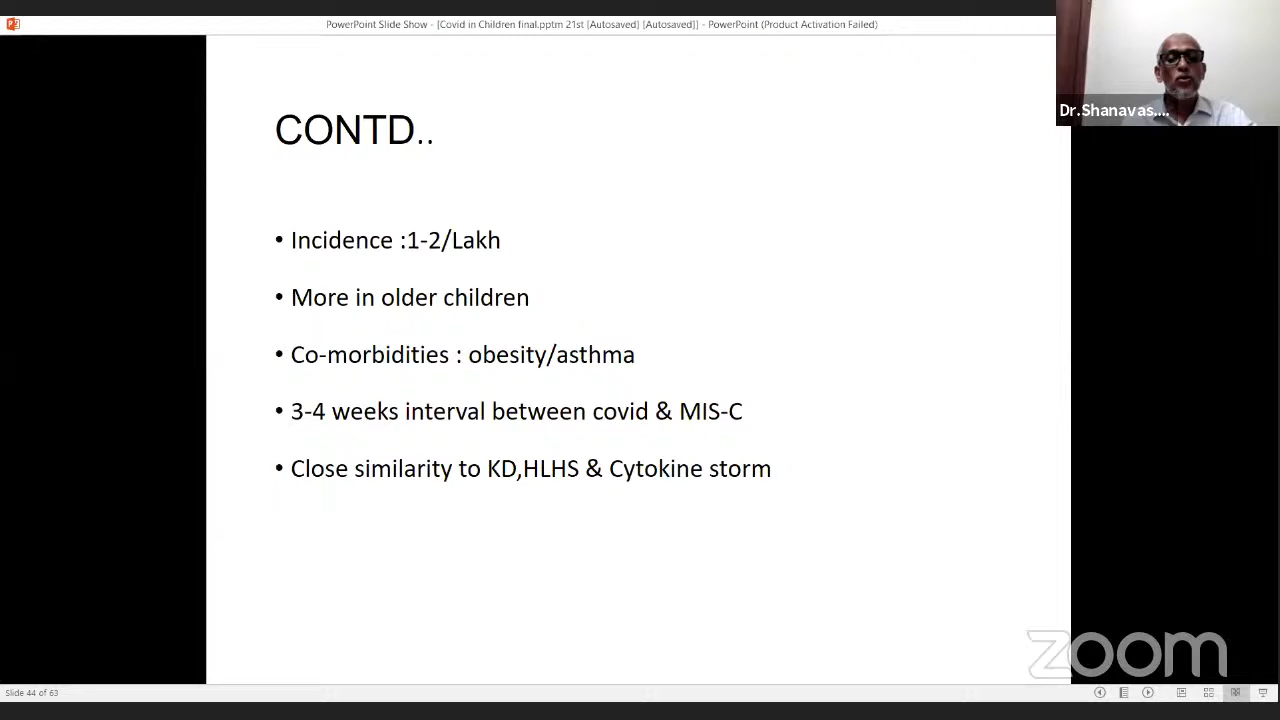 PowerPoint Slide Show - [Covid in Children final.pptm 21st [Autosaved] [Autosaved]] - PowerPoint (Product Activation Failed)
Dr.Shanavas....
CONTD..
• Incidence :1-2/Lakh
• More in older children
• Co-morbidities : obesity/asthma
• 3-4 weeks interval between covid & MIS-C
• Close similarity to KD,HLHS & Cytokine storm
zoom
Slide 44 of 63